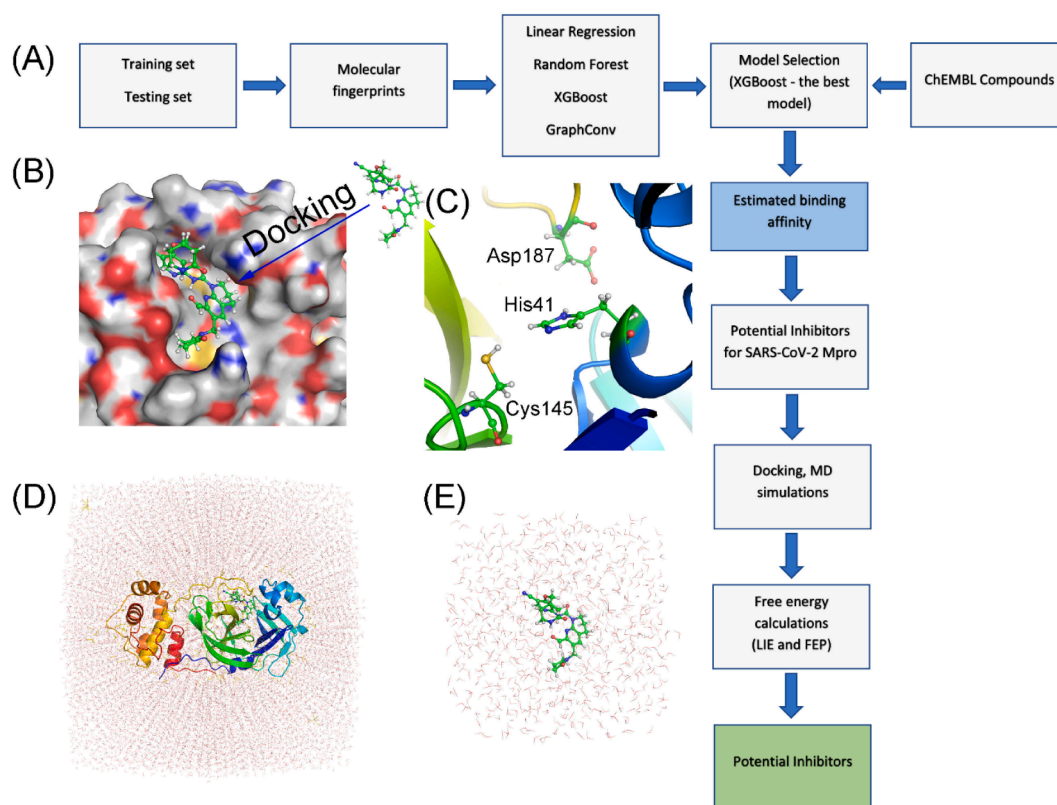 (A)
Training set
Testing set
Molecular
fingerprints
Linear Regression
Random Forest
XGBoost
GraphConv
Model Selection
(XGBoost - the best
model)
ChEMBL Compounds
(B)
Docking
(C)
Asp187
His41
Cys145
Estimated binding
affinity
Potential Inhibitors
for SARS-CoV-2 Mpro
Docking, MD
simulations
(D)
(E)
Free energy
calculations
(LIE and FEP)
Potential Inhibitors